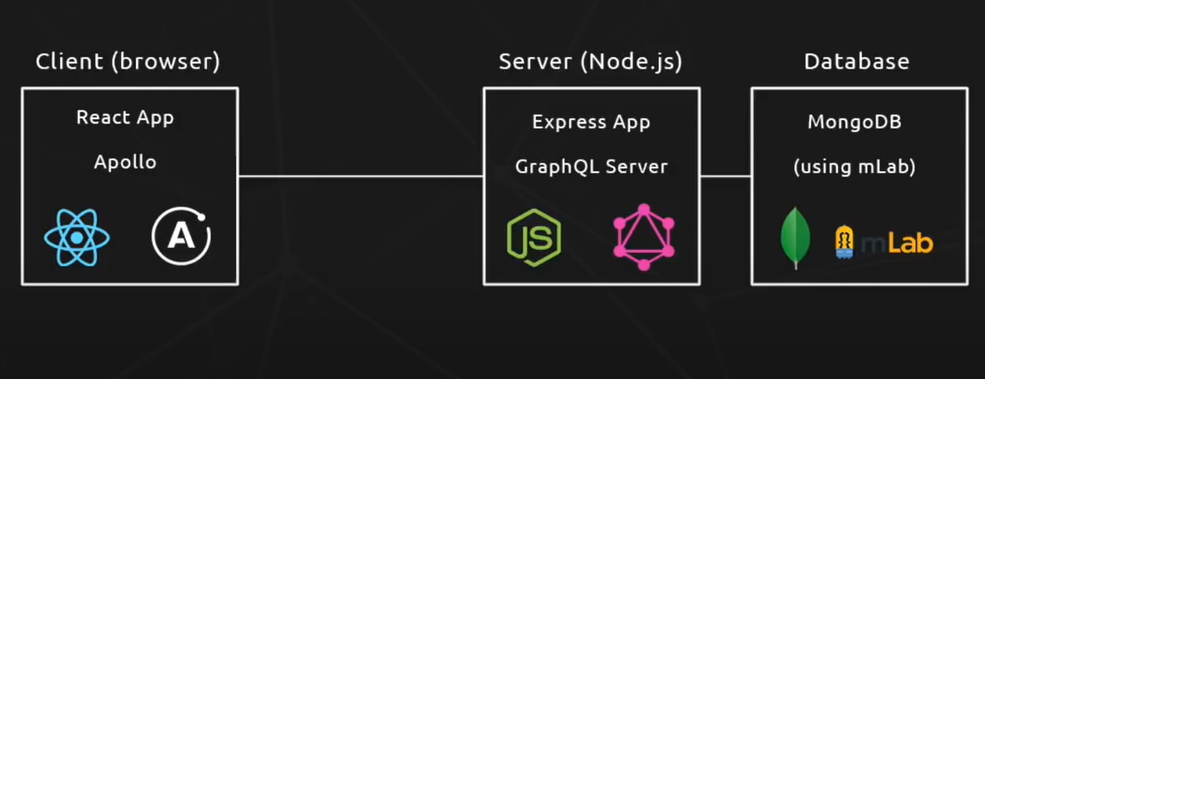 Client (browser)
React App
Apollo
A
Server (Node.js)
Express App
GraphQL Server
JS
Database
MongoDB
(using mLab)
mLab